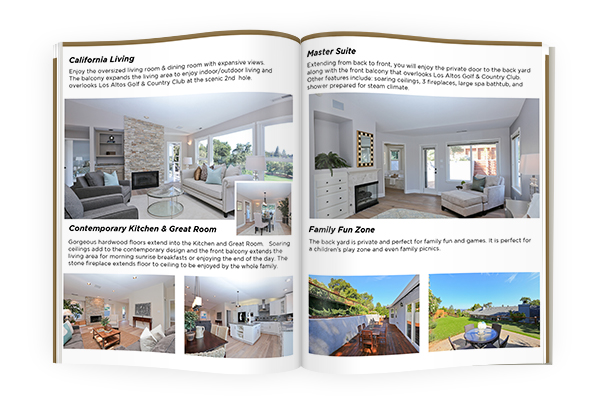 California Living
Enjoy the oversized living room & dining room with expansive views.
The balcony expands the living area to enjoy indoor/outdoor living and
overlooks Los Altos Golf & Country Club at the scenic 2nd hole.
Contemporary Kitchen & Great Room
Gorgeous hardwood floors extend into the Kitchen and Great Room. Soaring
ceilings add to the contemporary design and the front balcony extends the
living area for morning sunrise breakfasts or enjoying the end of the day. The
stone fireplace extends floor to ceiling to be enjoyed by the whole family.
Master Suite
Extending from back to front, you will enjoy the private door to the back yard
along with the front balcony that overlooks Los Altos Golf & Country Club.
Other features include: soaring ceilings, 3 fireplaces, large spa bathtub, and
shower prepared for steam climate.
Family Fun Zone
The back yard is private and perfect for family fun and games. It is perfect for
a children's play zone and even family picnics.